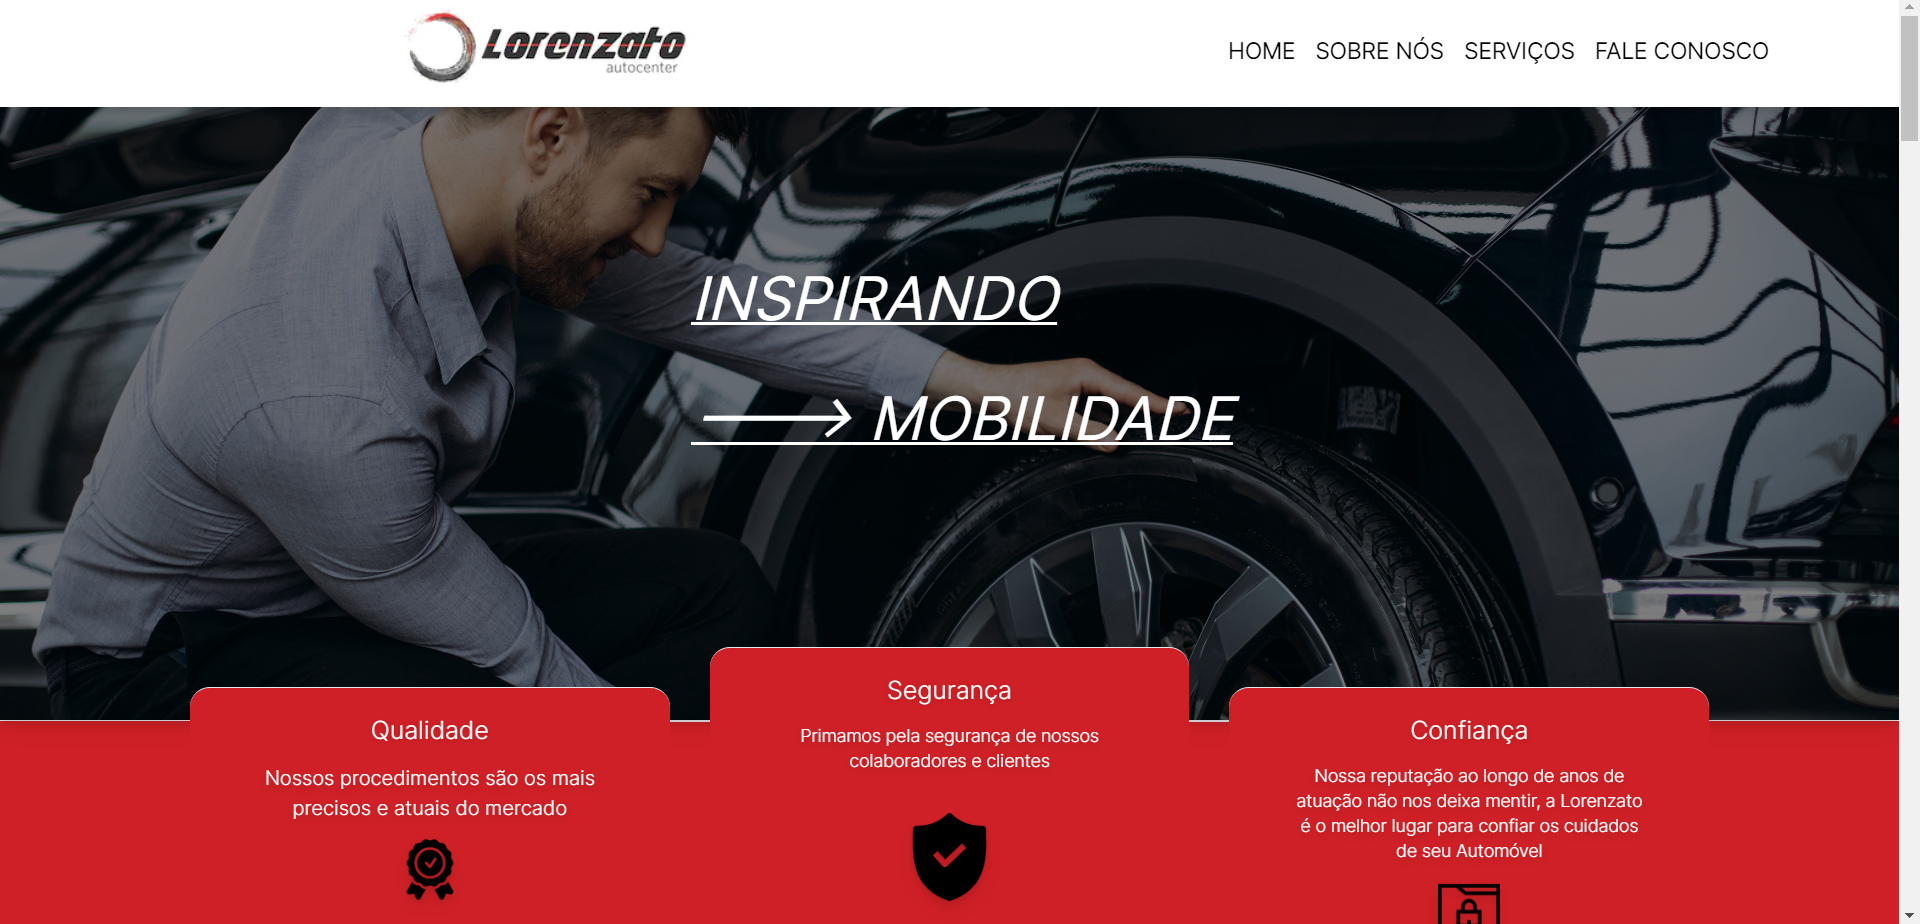 Lorenzato
autocenter
HOME SOBRE NÓS SERVIÇOS FALE CONOSCO
INSPIRANDO
⟶ MOBILIDADE
Qualidade
Nossos procedimentos são os mais
precisos e atuais do mercado
Segurança
Primamos pela segurança de nossos
colaboradores e clientes
Confiança
Nossa reputação ao longo de anos de
atuação não nos deixa mentir, a Lorenzato
é o melhor lugar para confiar os cuidados
de seu Automóvel